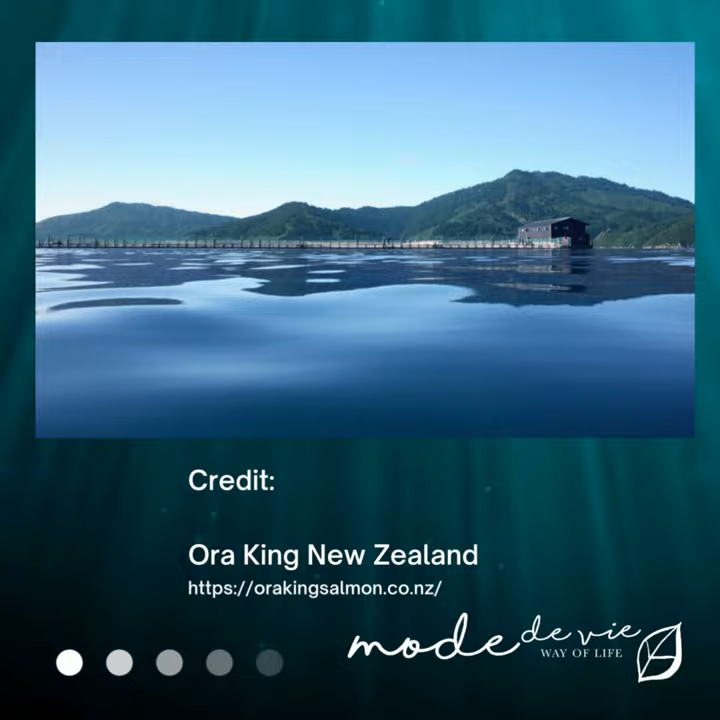 Credit:
Ora King New Zealand
https://orakingsalmon.co.nz/
mode de vie
WAY OF LIFE